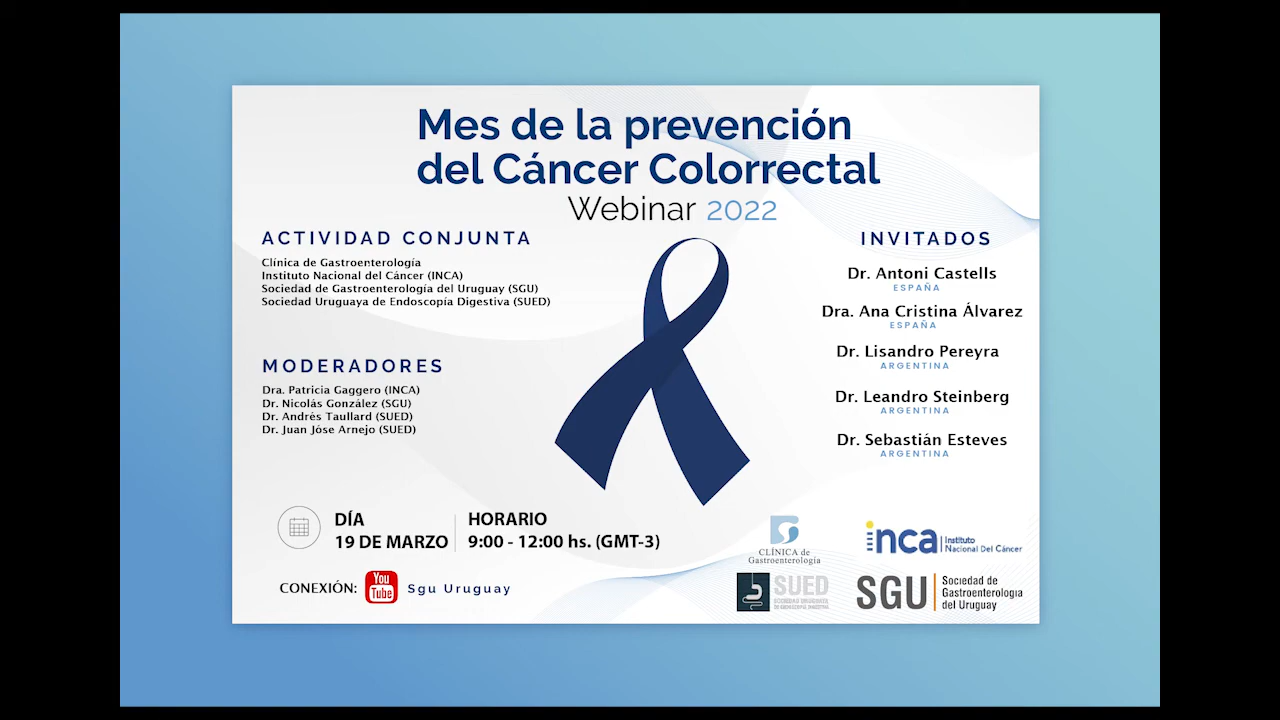 Mes de la prevención
del Cáncer Colorrectal
Webinar 2022
ACTIVIDAD CONJUNTA
Clínica de Gastroenterología
Instituto Nacional del Cáncer (INCA)
Sociedad de Gastroenterología del Uruguay (SGU)
Sociedad Uruguaya de Endoscopía Digestiva (SUED)
MODERADORES
Dra. Patricia Gaggero (INCA)
Dr. Nicolás González (SGU)
Dr. Andrés Taullard (SUED)
Dr. Juan Jóse Arnejo (SUED)
INVITADOS
Dr. Antoni Castells
ESPAÑA
Dra. Ana Cristina Álvarez
ESPAÑA
Dr. Lisandro Pereyra
ARGENTINA
Dr. Leandro Steinberg
ARGENTINA
Dr. Sebastián Esteves
ARGENTINA
DÍA
19 DE MARZO
HORARIO
9:00 - 12:00 hs. (GMT-3)
CONEXIÓN:
You
Tube
Sgu Uruguay
CLÍNICA de
Gastroenterología
inca
Instituto
Nacional Del Cáncer
SUED
SOCIEDAD URUGUAYA
DE ENDOSCOPÍA DIGESTIVA
SGU
Sociedad de
Gastroenterología
del Uruguay